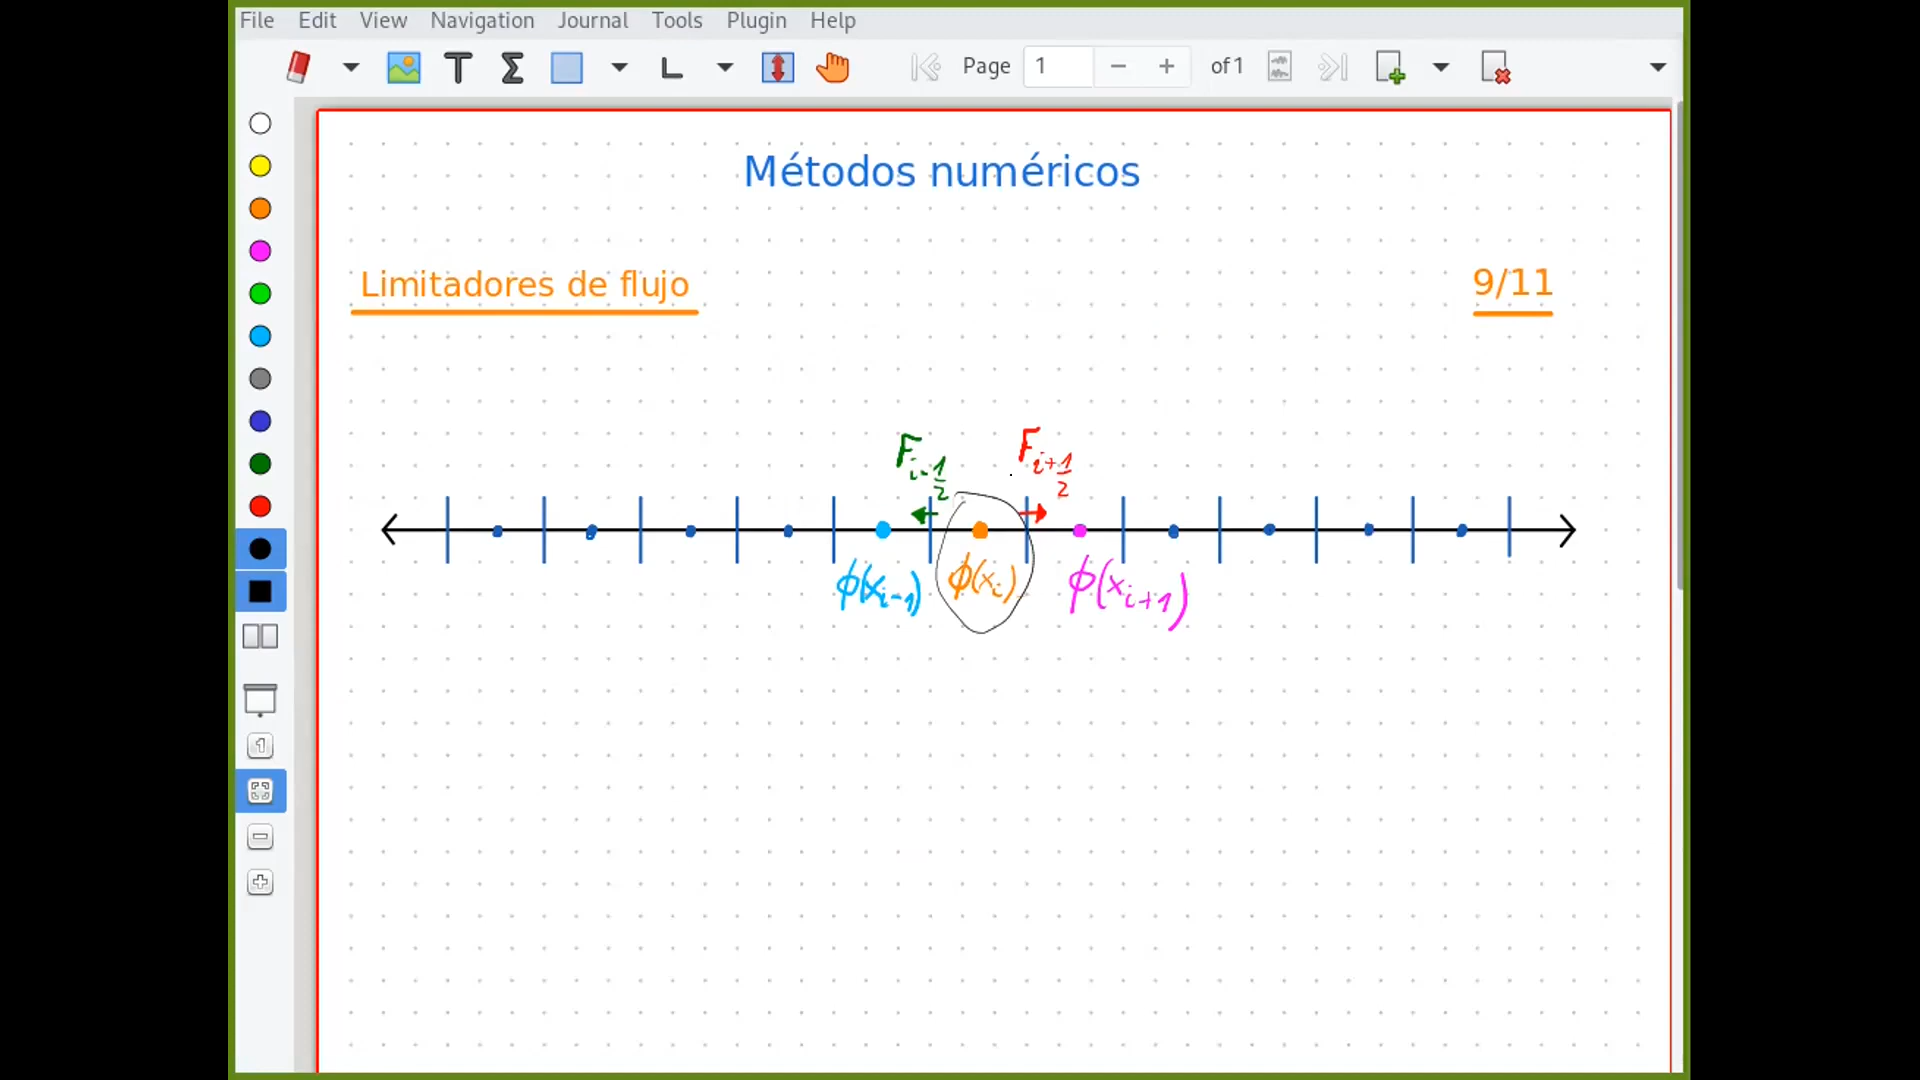 File Edit View Navigation Journal Tools Plugin Help
Page 1 of 1
Métodos numéricos
Limitadores de flujo 9/11
F_{i-1/2} F_{i+1/2}
ϕ(x_{i-1}) ϕ(x_i) ϕ(x_{i+1})